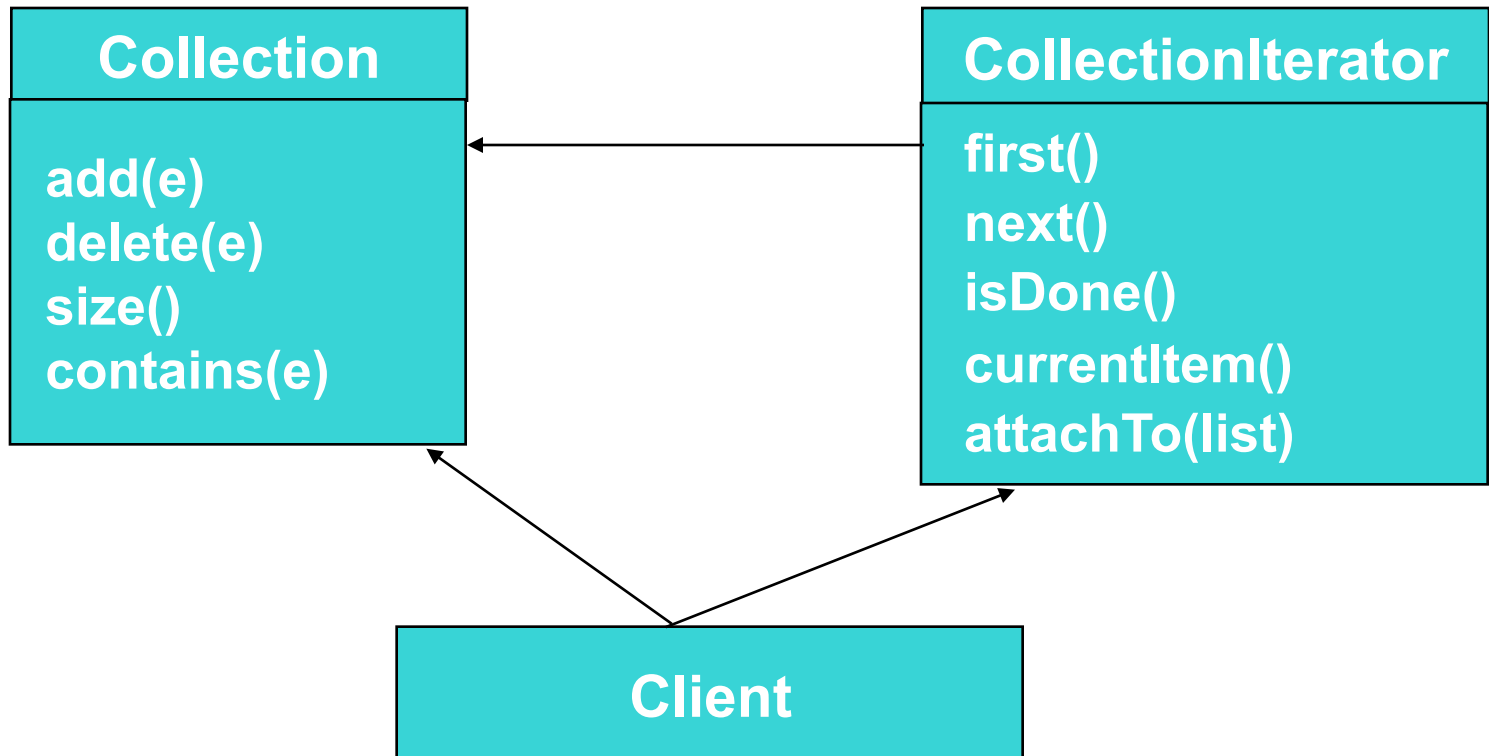 Collection
add(e)
delete(e)
size()
contains(e)
CollectionIterator
first()
next()
isDone()
currentItem()
attachTo(list)
Client